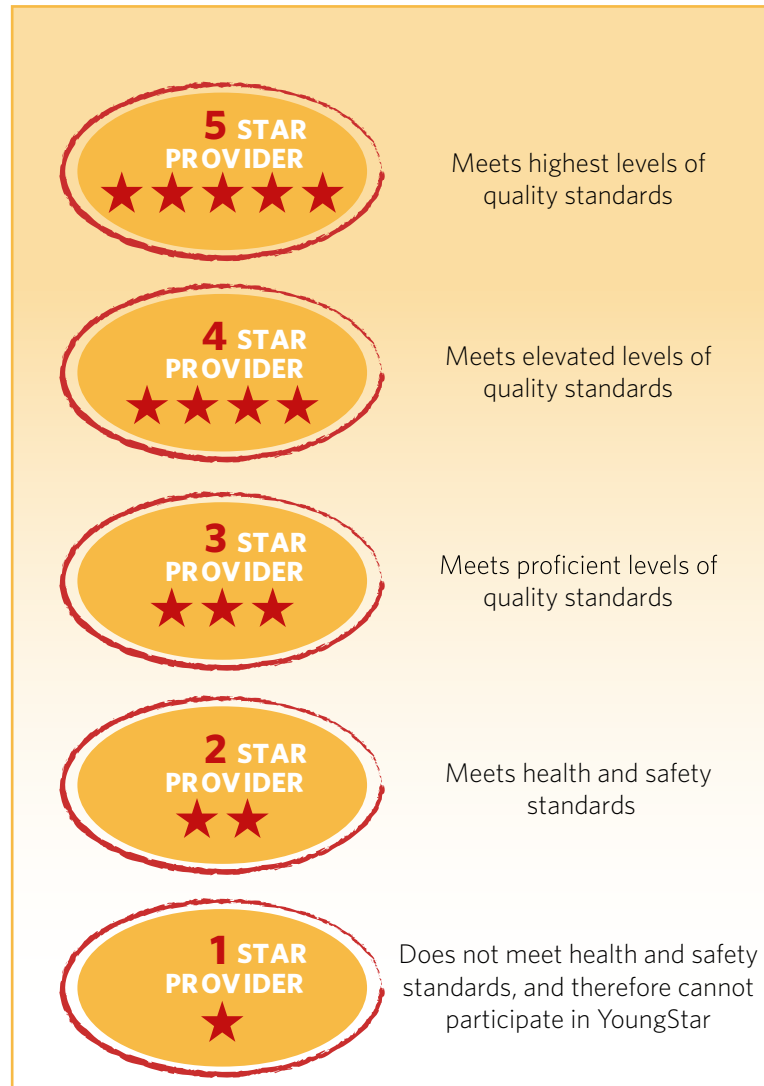 5 STAR
PROVIDER
Meets highest levels of
quality standards
4 STAR
PROVIDER
Meets elevated levels of
quality standards
3 STAR
PROVIDER
Meets proficient levels of
quality standards
2 STAR
PROVIDER
Meets health and safety
standards
1 STAR
PROVIDER
Does not meet health and safety
standards, and therefore cannot
participate in YoungStar